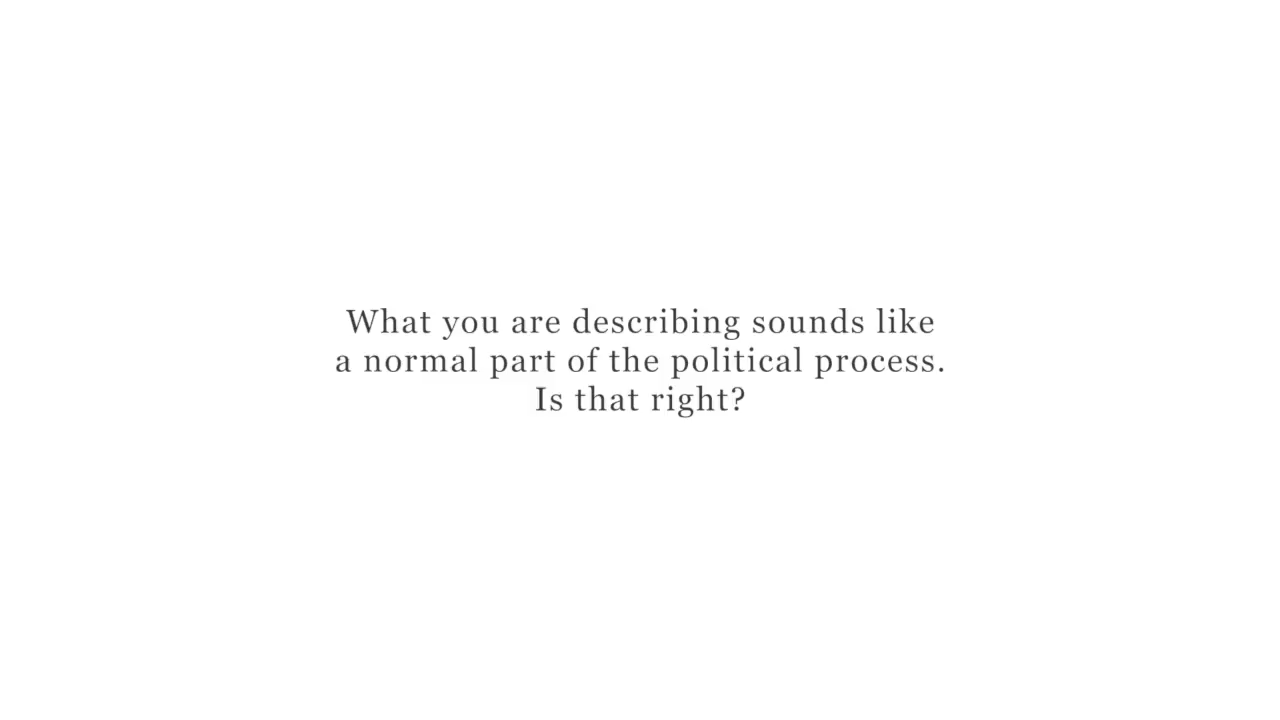 What you are describing sounds like
a normal part of the political process.
Is that right?